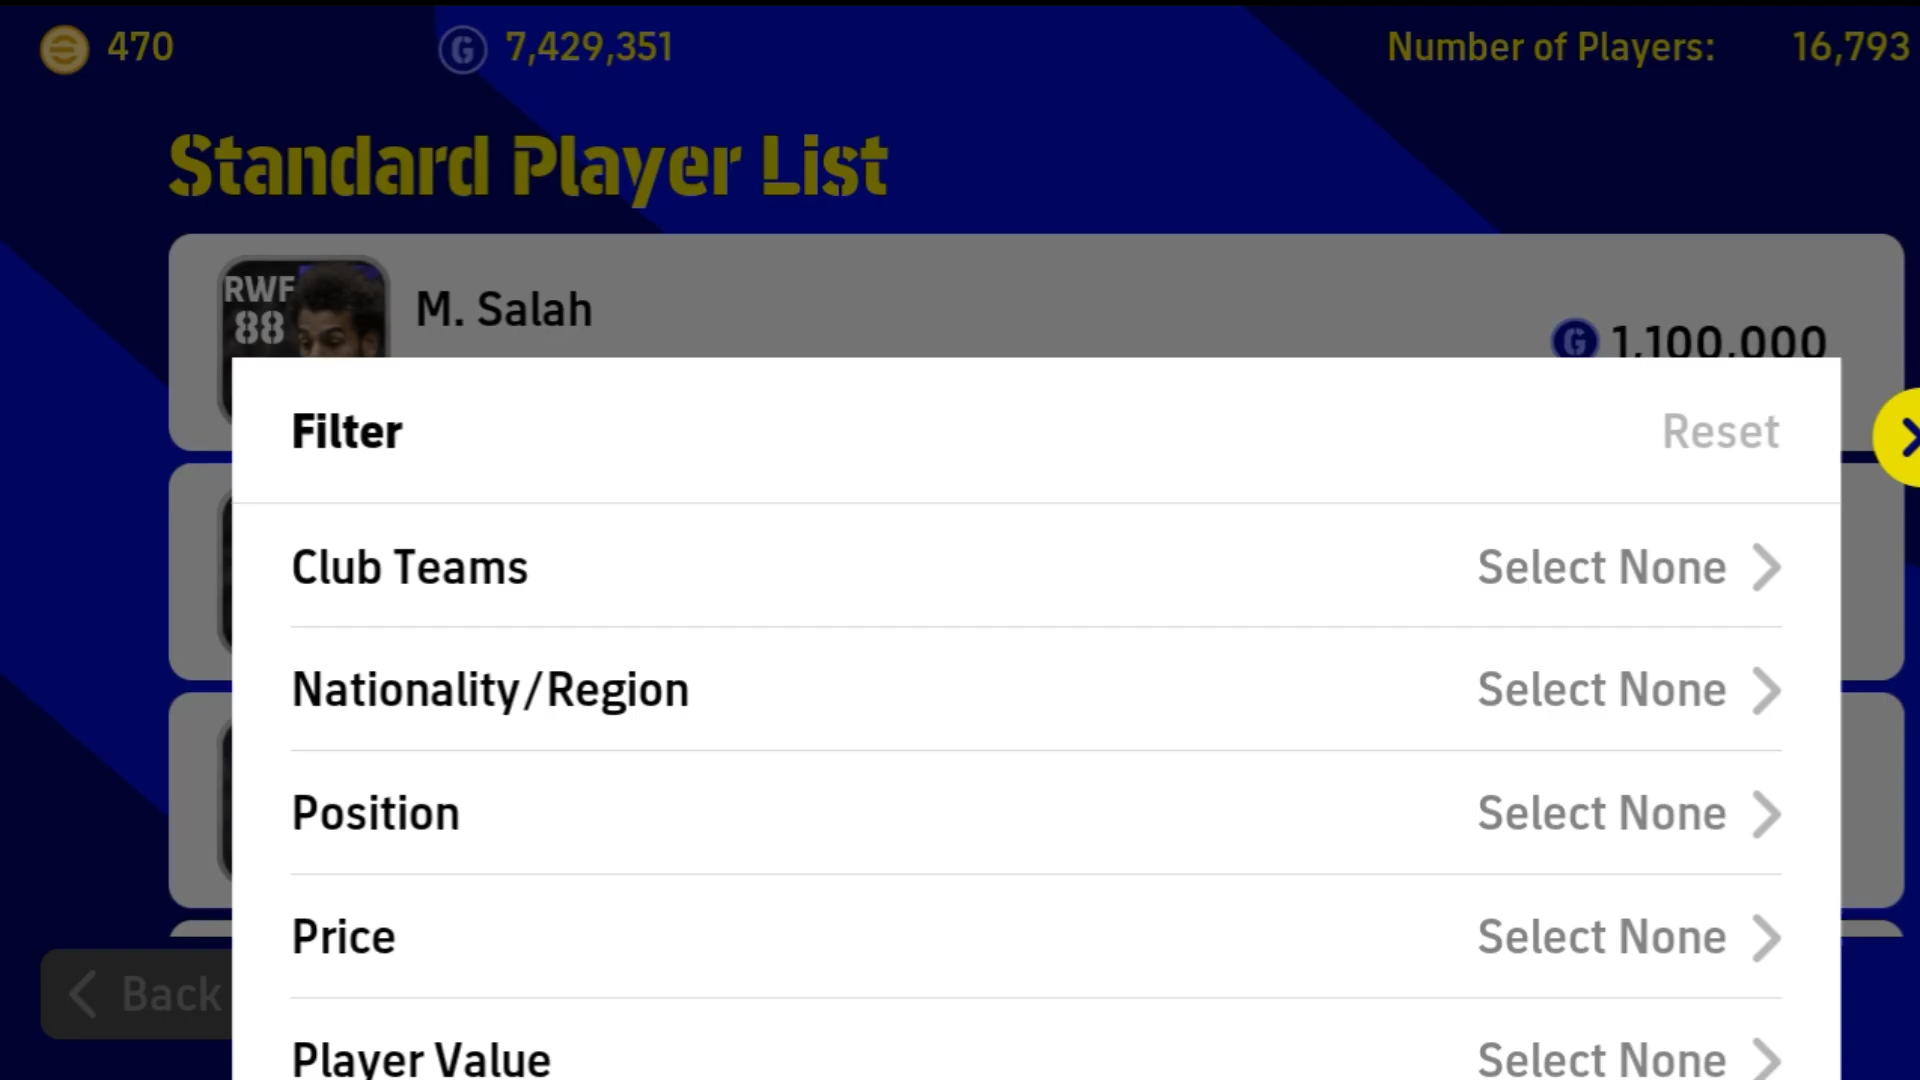 470
7,429,351
Number of Players: 16,793
Standard Player List
RWF
88
M. Salah
1,100,000
Filter
Reset
Club Teams
Select None
Nationality/Region
Select None
Position
Select None
Price
Select None
Player Value
Select None
Back